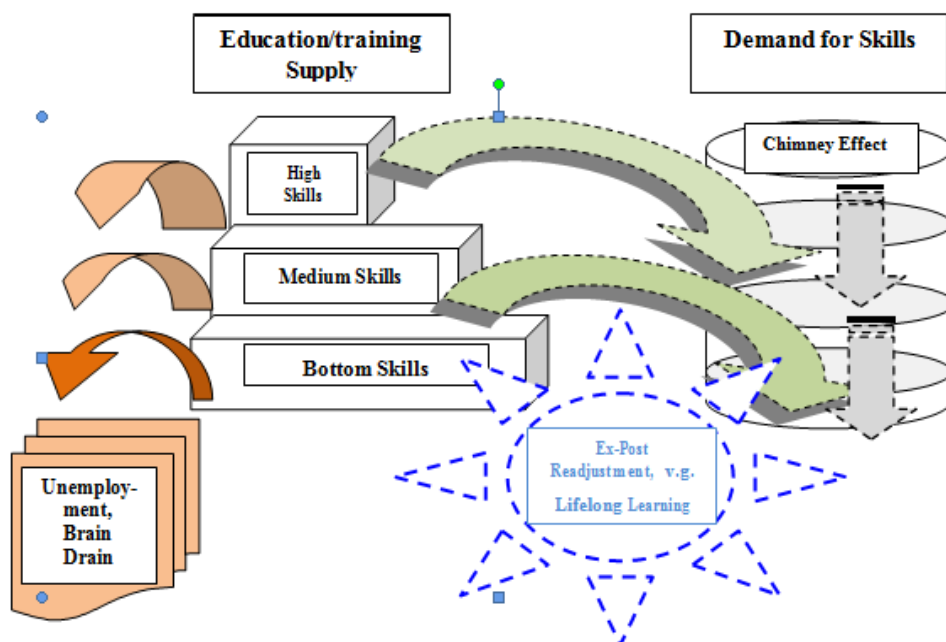 Education/training
Supply
Demand for Skills
Chimney Effect
High
Skills
Medium Skills
Bottom Skills
Unemploy-
ment,
Brain
Drain
Ex-Post
Readjustment, v.g.
Lifelong Learning